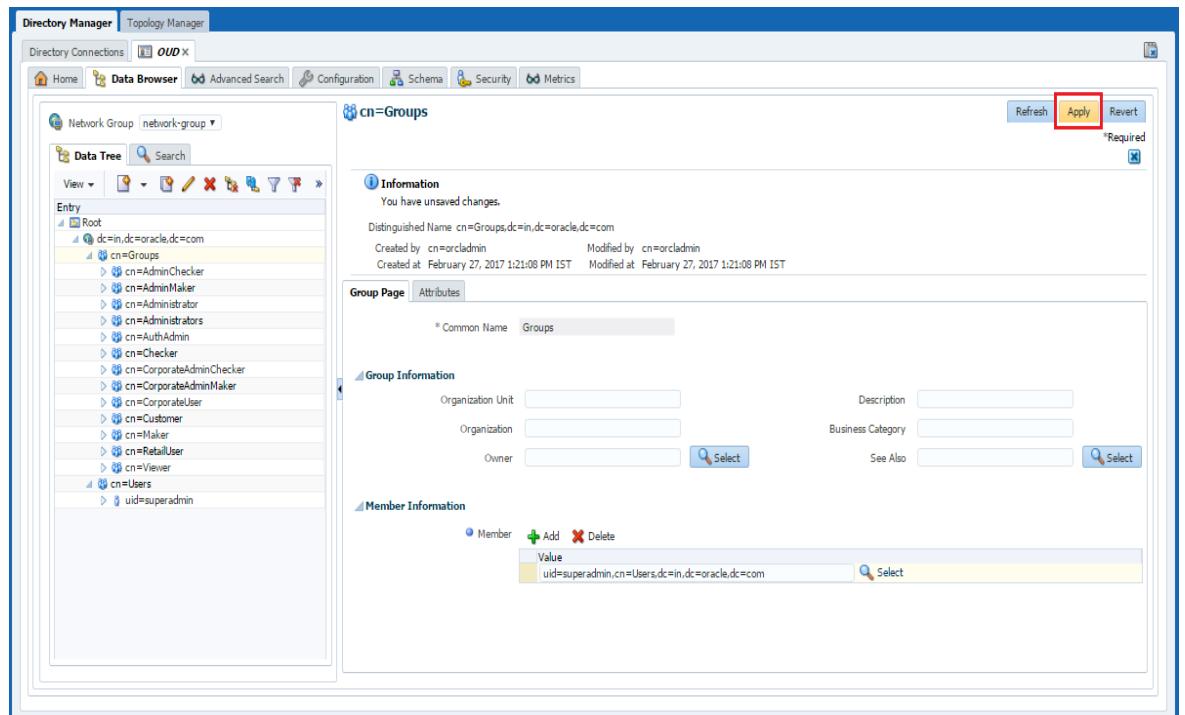 Directory Manager Topology Manager
Directory Connections OUD ×
Home Data Browser Advanced Search Configuration Schema Security Metrics
Network Group network-group
Data Tree Search
View »
Entry
Root
dc=in,dc=oracle,dc=com
cn=Groups
cn=AdminChecker
cn=AdminMaker
cn=Administrator
cn=Administrators
cn=AuthAdmin
cn=Checker
cn=CorporateAdminChecker
cn=CorporateAdminMaker
cn=CorporateUser
cn=Customer
cn=Maker
cn=RetailUser
cn=Viewer
cn=Users
uid=superadmin
cn=Groups
Refresh Apply Revert
*Required
Information
You have unsaved changes.
Distinguished Name cn=Groups,dc=in,dc=oracle,dc=com
Created by cn=orcladmin Modified by cn=orcladmin
Created at February 27, 2017 1:21:08 PM IST Modified at February 27, 2017 1:21:08 PM IST
Group Page Attributes
* Common Name Groups
Group Information
Organization Unit Description
Organization Business Category
Owner Select See Also Select
Member Information
Member Add Delete
Value
uid=superadmin,cn=Users,dc=in,dc=oracle,dc=com Select